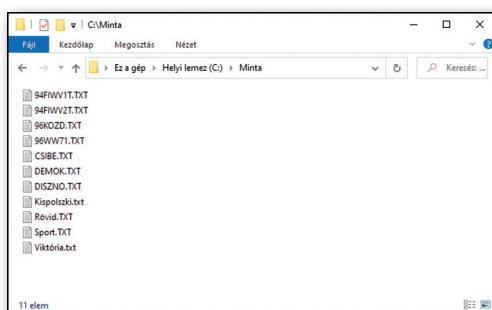 C:\Minta
Fájl Kezdőlap Megosztás Nézet
Ez a gép > Helyi lemez (C:) > Minta
Keresés: ...
94FIWV1T.TXT
94FIWV2T.TXT
96KOZD.TXT
96WW71.TXT
CSIBE.TXT
DEMOK.TXT
DISZNO.TXT
Kispolszki.txt
Rövid.TXT
Sport.TXT
Viktória.txt
11 elem